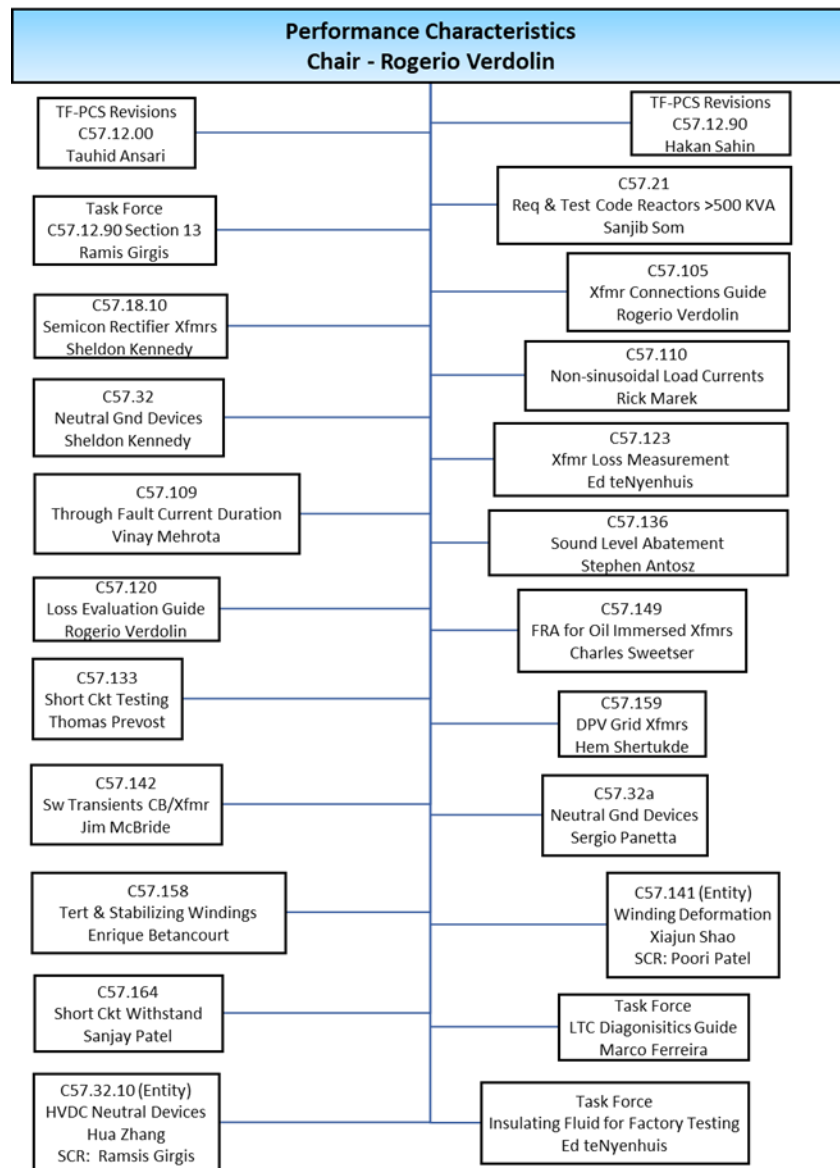 Performance Characteristics
Chair - Rogerio Verdolin
TF-PCS Revisions
C57.12.00
Tauhid Ansari
TF-PCS Revisions
C57.12.90
Hakan Sahin
Task Force
C57.12.90 Section 13
Ramis Girgis
C57.21
Req & Test Code Reactors >500 KVA
Sanjib Som
C57.18.10
Semicon Rectifier Xfmrs
Sheldon Kennedy
C57.105
Xfmr Connections Guide
Rogerio Verdolin
C57.32
Neutral Gnd Devices
Sheldon Kennedy
C57.110
Non-sinusoidal Load Currents
Rick Marek
C57.109
Through Fault Current Duration
Vinay Mehrota
C57.123
Xfmr Loss Measurement
Ed teNyenhuis
C57.120
Loss Evaluation Guide
Rogerio Verdolin
C57.136
Sound Level Abatement
Stephen Antosz
C57.133
Short Ckt Testing
Thomas Prevost
C57.149
FRA for Oil Immersed Xfmrs
Charles Sweetser
C57.142
Sw Transients CB/Xfmr
Jim McBride
C57.159
DPV Grid Xfmrs
Hem Shertukde
C57.158
Tert & Stabilizing Windings
Enrique Betancourt
C57.32a
Neutral Gnd Devices
Sergio Panetta
C57.164
Short Ckt Withstand
Sanjay Patel
C57.141 (Entity)
Winding Deformation
Xiajun Shao
SCR: Poori Patel
C57.32.10 (Entity)
HVDC Neutral Devices
Hua Zhang
SCR:  Ramsis Girgis
Task Force
LTC Diagonisitics Guide
Marco Ferreira
Task Force
Insulating Fluid for Factory Testing
Ed teNyenhuis